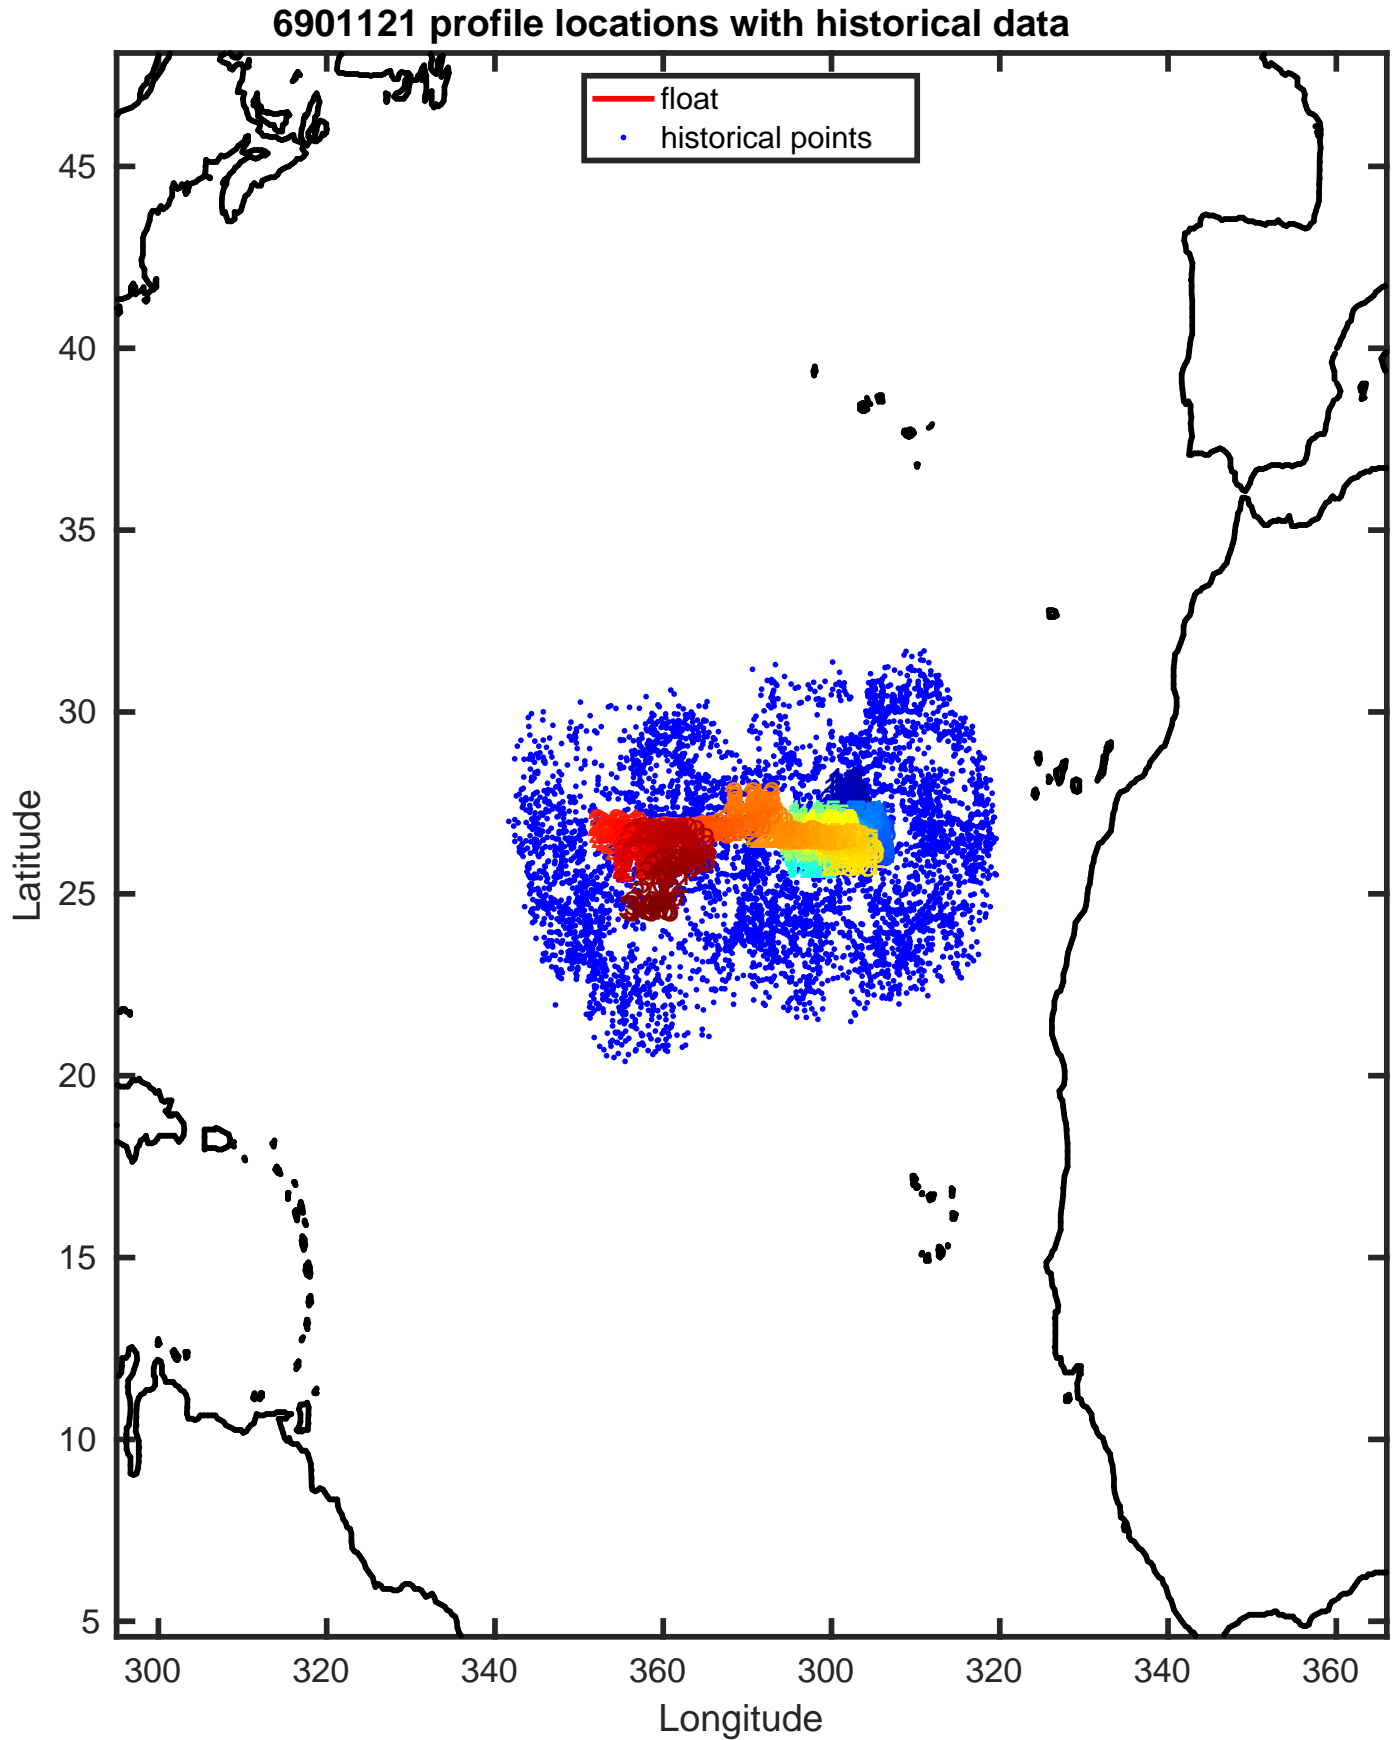 6901121 profile locations with historical data
float
historical points
45
40
35
30
25
20
15
10
5
Latitude
300 320 340 360 300 320 340 360
Longitude